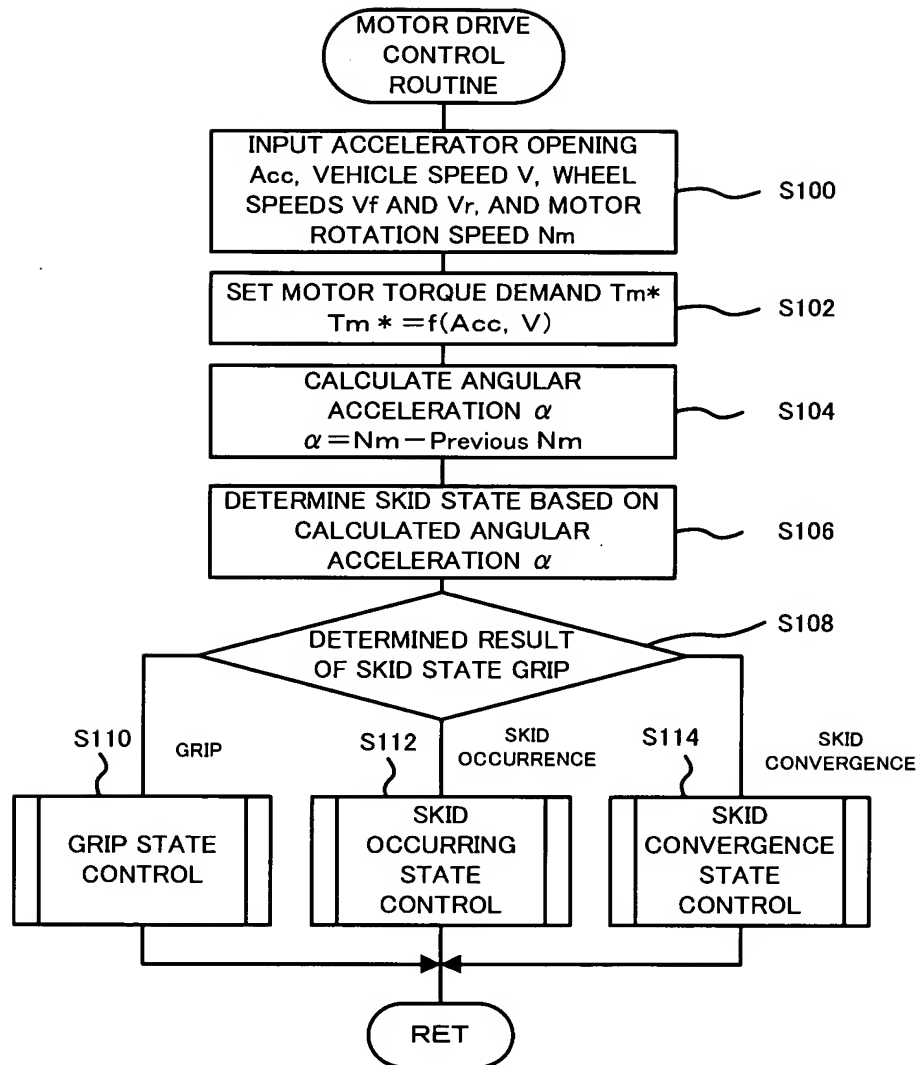 MOTOR DRIVE
CONTROL
ROUTINE
INPUT ACCELERATOR OPENING
Acc, VEHICLE SPEED V, WHEEL
SPEEDS Vf AND Vr, AND MOTOR
ROTATION SPEED Nm
S100
SET MOTOR TORQUE DEMAND Tm*
Tm * =f(Acc, V)
S102
CALCULATE ANGULAR
ACCELERATION α
α=Nm-Previous Nm
S104
DETERMINE SKID STATE BASED ON
CALCULATED ANGULAR
ACCELERATION α
S106
DETERMINED RESULT
OF SKID STATE GRIP
S108
S110
GRIP
S112
SKID
OCCURRENCE
S114
SKID
CONVERGENCE
GRIP STATE
CONTROL
SKID
OCCURRING
STATE
CONTROL
SKID
CONVERGENCE
STATE
CONTROL
RET